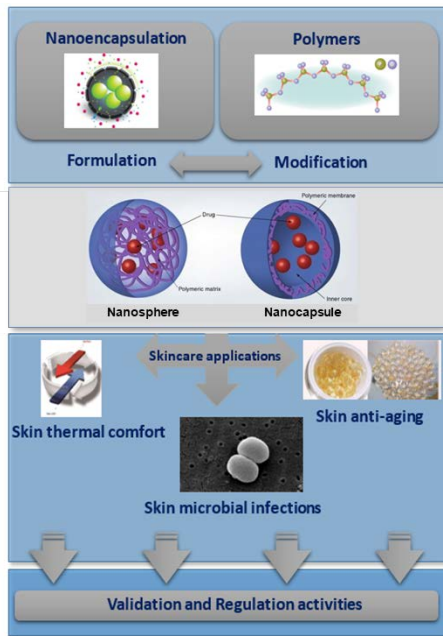 Nanoencapsulation
Polymers
Formulation
Modification
Polymeric membrane
Drug
Polymeric matrix
Inner core
Nanosphere
Nanocapsule
Skincare applications
Skin thermal comfort
Skin anti-aging
Skin microbial infections
Validation and Regulation activities